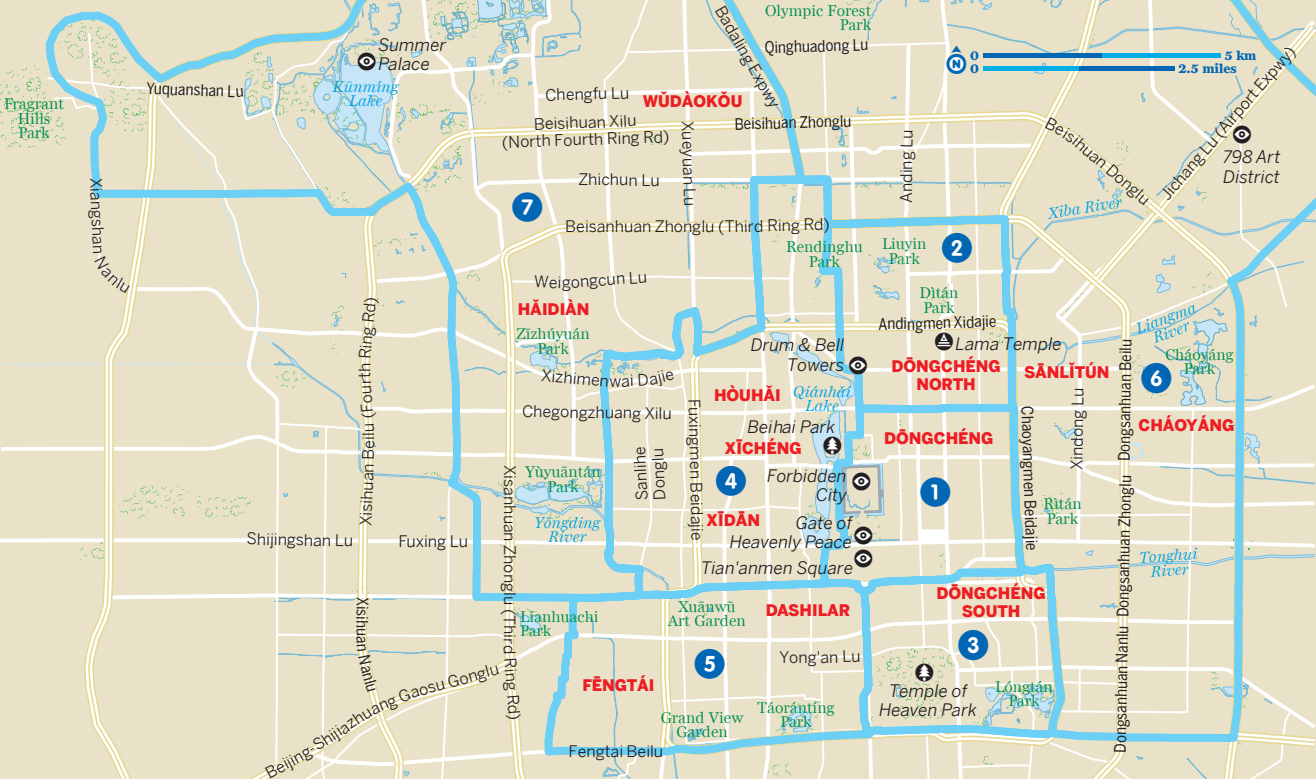 Olympic Forest
Park
Badaling Expwy
Qinghuadong Lu
N
0
5 km
0
2.5 miles
Summer
Palace
Yuquanshan Lu
Kūnmíng
Lake
Fragrant
Hills
Park
Chengfu Lu
WŬDÀOKŎU
Beisihuan Xilu
(North Fourth Ring Rd)
Xueyuan Lu
Beisihuan Zhonglu
Anding Lu
Beisihuan Donglu
Jichang Lu (Airport Expwy)
798 Art
District
Xiangshan Nanlu
Zhichun Lu
7
Beisanhuan Zhonglu (Third Ring Rd)
Xiba River
Rendinghu
Park
Liuyin
Park
2
Weigongcun Lu
Dìtán
Park
HĂIDIÀN
Zĭzhúyuàn
Park
Andingmen Xidajie
Liangma
River
Drum & Bell
Towers
Lama Temple
DŌNGCHÉNG
NORTH
SĀNLĬTÚN
Cháoyáng
Park
6
Xisihuan Beilu (Fourth Ring Rd)
Xizhimenwai Dajie
HÒUHĂI
Qiánhăi
Lake
Dongsanhuan Beilu
Chegongzhuang Xilu
Fuxingmen Beidajie
Beihai Park
XĪCHÉNG
DŌNGCHÉNG
Chaoyangmen Beidajie
Xindong Lu
CHÁOYÁNG
Sanlihe
Donglu
Yùyuāntán
Park
4
Forbidden
City
1
XĪDĀN
Yŏngdìng
River
Gate of
Heavenly Peace
Rìtán
Park
Shijingshan Lu
Fuxing Lu
Xisanhuan Zhonglu (Third Ring Rd)
Tian'anmen Square
Dongsanhuan Zhonglu
Tonghui
River
Xisihuan Nanlu
Liánhuāchí
Park
Xuānwŭ
Art Garden
DASHILAR
DŌNGCHÉNG
SOUTH
3
5
Yong'an Lu
Dongsanhuan Nanlu
Beijing-Shijiazhuang Gaosu Gonglu
FĒNGTÁI
Temple of
Heaven Park
Lóngtán
Park
Grand View
Garden
Táorántíng
Park
Fengtai Beilu